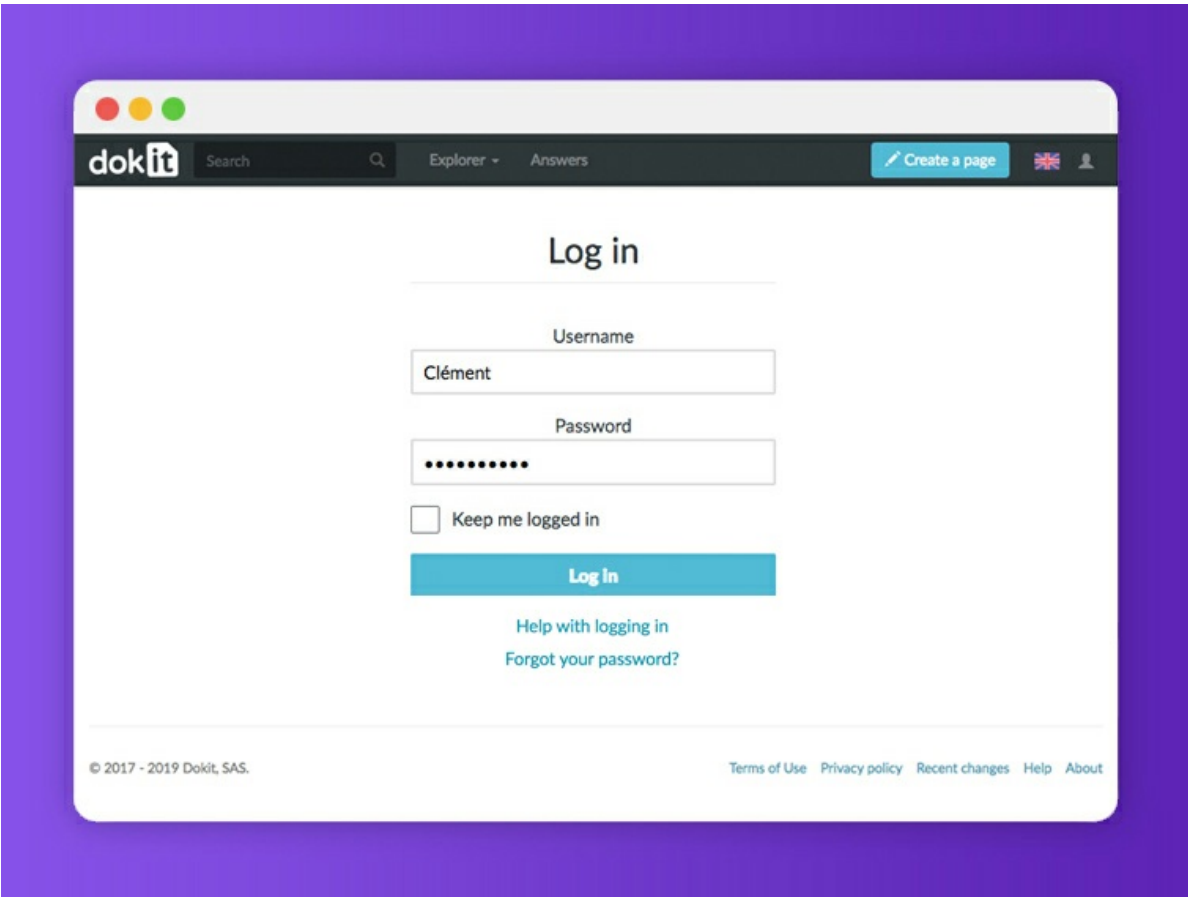 dokit Search Explorer Answers Create a page
Log in
Username
Clément
Password
••••••••••
Keep me logged in
Log in
Help with logging in
Forgot your password?
© 2017 - 2019 Dokit, SAS. Terms of Use Privacy policy Recent changes Help About